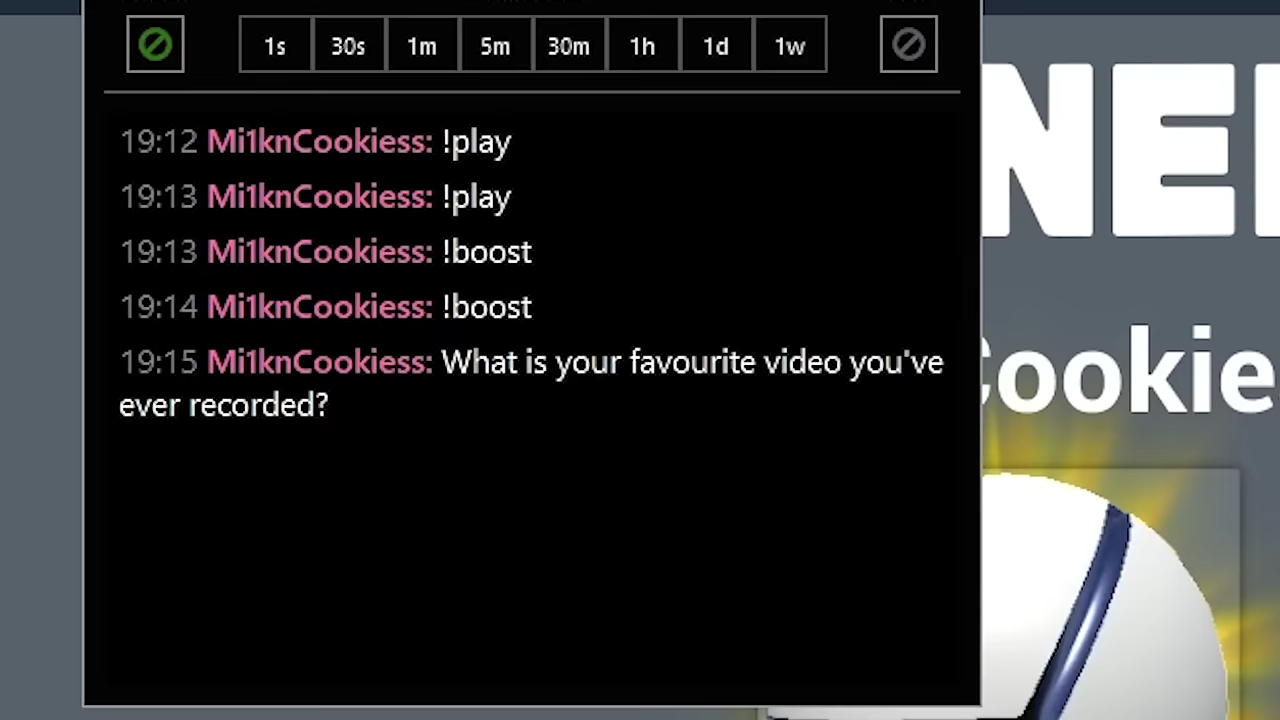 1s 30s 1m 5m 30m 1h 1d 1w
19:12 Mi1knCookiess: !play
19:13 Mi1knCookiess: !play
19:13 Mi1knCookiess: !boost
19:14 Mi1knCookiess: !boost
19:15 Mi1knCookiess: What is your favourite video you've
ever recorded?
NE
Cookie